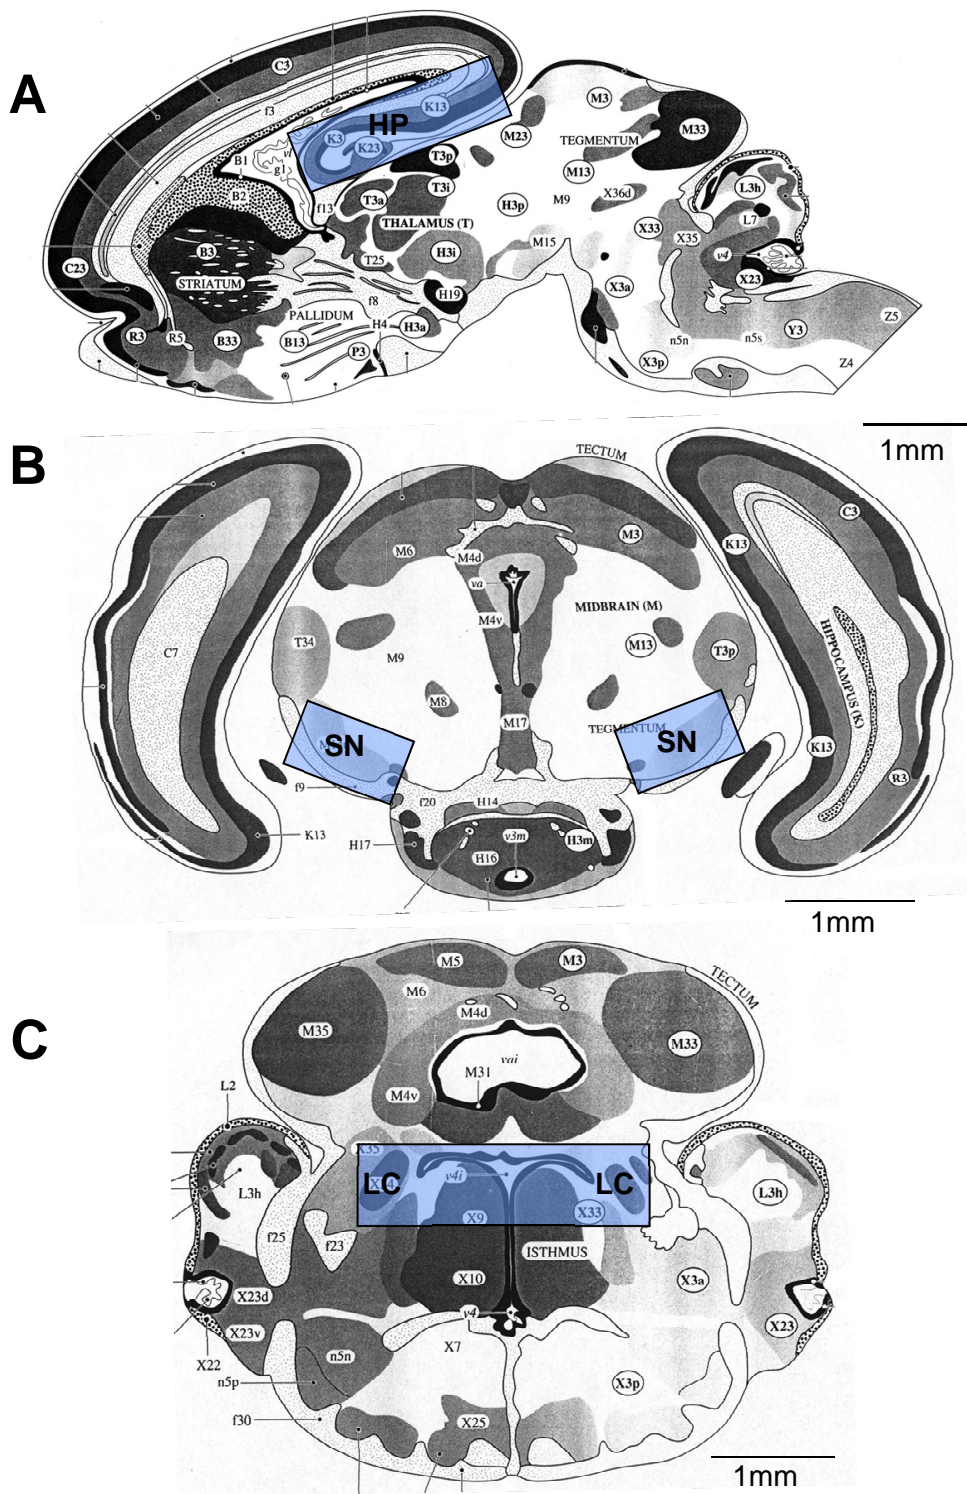 A
C3
f3
K13
HP
K3
K23
M3
M23
TEGMENTUM
M33
M13
B1
vl
g1
T3p
B2
T3a
T3i
f13
H3p
M9
X36d
L3h
THALAMUS (T)
X33
X35
L7
B3
T25
H3i
M15
v4
C23
STRIATUM
X23
f8
H19
X3a
PALLIDUM
H4
H3a
R3
R5
B33
B13
P3
n5n
n5s
Y3
Z5
X3p
Z4
1mm
B
TECTUM
C3
M6
M4d
M3
K13
va
MIDBRAIN (M)
M4v
T34
M9
M13
T3p
HIPPOCAMPUS (K)
C7
M8
M17
TEGMENTUM
SN
SN
K13
R3
f9
f20
H14
K13
H17
v3m
H3m
H16
1mm
M5
M3
M6
TECTUM
C
M4d
M35
M33
vai
M31
L2
M4v
X35
LC
v4i
LC
L3h
X9
X33
L3h
f25
f23
ISTHMUS
X10
X3a
X23d
v4
X23v
X23
X7
X22
n5n
n5p
X3p
f30
X25
1mm